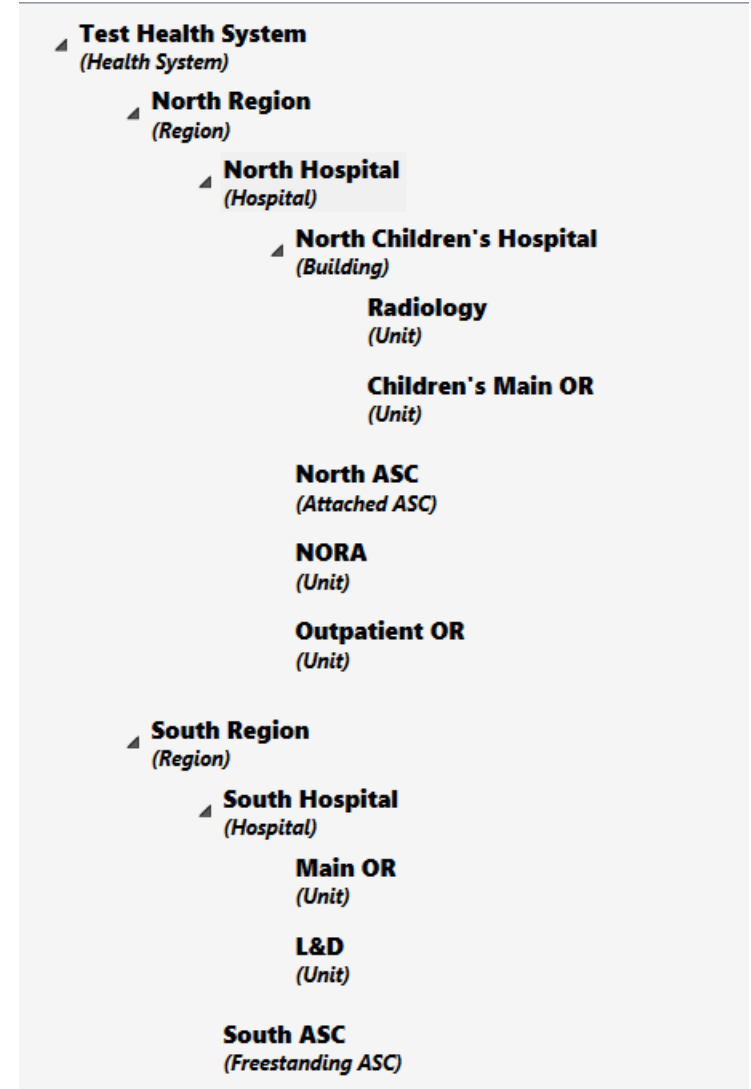 Test Health System
(Health System)
North Region
(Region)
North Hospital
(Hospital)
North Children's Hospital
(Building)
Radiology
(Unit)
Children's Main OR
(Unit)
North ASC
(Attached ASC)
NORA
(Unit)
Outpatient OR
(Unit)
South Region
(Region)
South Hospital
(Hospital)
Main OR
(Unit)
L&D
(Unit)
South ASC
(Freestanding ASC)